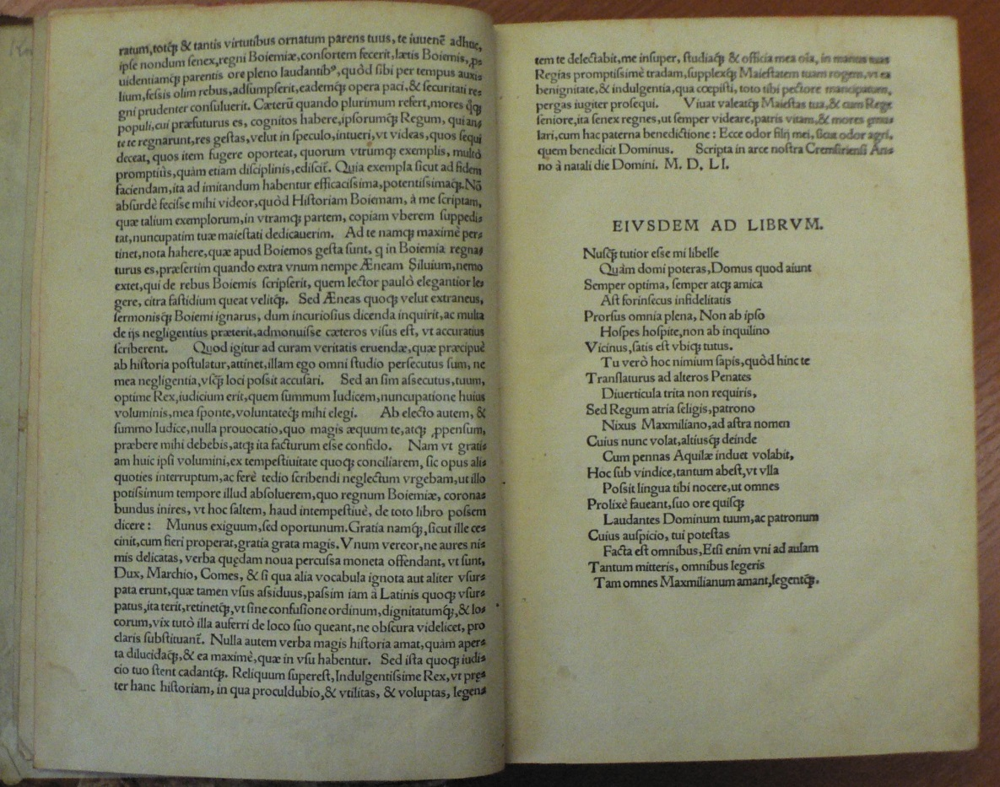 ratum,totq́; & tantis virtutibus ornatum parens tuus, te iuuenē adhuc,
ipſe nondum ſenex,regni Boiemiæ,conſortem fecerit,lætis Boiemis,
uidentiamq́; parentis ore pleno laudantibꝰ, quòd ſibi per tempus auxi⸗
lium,feſsis olim rebus,adſumpſerit,eademq́; opera paci,& ſecuritati re⸗
gni prudenter conſuluerit. Cæterū quando plurimum refert,mores
populi,cui præfuturus es, cognitos habere,ipſorumq́; Regum, qui an⸗
te te regnarunt,res geſtas,velut in ſpeculo,intueri,vt videas, quos ſequi
deceat, quos item fugere oporteat, quorum vtrumq́; exemplis, multò
promptiùs,quàm etiam diſciplinis,ediſcit̄. Quia exempla ſicut ad fidem
faciendam,ita ad imitandum habentur efficaciſsima,potentiſsimaq́;.Nō
abſurdè feciſse mihi videor,quòd Hiſtoriam Boiemam, à me ſcriptam,
quæ talium exemplorum,in vtramq́; partem, copiam vberem ſuppedi⸗
tat,nuncupatim tuæ maieſtati dedicauerim. Ad te namq́; maximè per⸗
tinet,nota hahere,quæ apud Boiemos geſta ſunt, q in Boiemia regna⸗
turus es,præſertim quando extra vnum nempe Æneam Siluium,nemo
extet,qui de rebus Boiemis ſcripſerit, quem lector paulò elegantior le⸗
gere, citra faſtidium queat velitq́;. Sed Æneas quoq́; velut extraneus,
ſermonisq́; Boiemi ignarus, dum incurioſius dicenda inquirit,ac multa
de ijs negligentius præterit,admonuiſse cæteros viſus eſt, vt accuratius
ſcriberent. Quod igitur ad curam veritatis eruendæ,quæ præcipuè
ab hiſtoria poſtulatur,attinet,illam ego omni ſtudio perſecutus ſum, ne
mea negligentia,vſq̃; loci poſsit accuſari. Sed an ſim aſsecutus,tuum,
optime Rex,iudicium erit,quem ſummum Iudicem,nuncupatione huius
voluminis,mea ſponte,voluntateq́; mihi elegi. Ab electo autem, &
ſummo Iudice,nulla prouocatio,quo magis æquum te,atq́; ꝓpenſum,
præbere mihi debebis,atq́; ita facturum eſse confido. Nam vt grati⸗
am huic ipſi volumini,ex tempeſtiuitate quoq́; conciliarem, ſic opus ali⸗
quoties interruptum,ac ferè tedio ſcribendi neglectum vrgebam,ut illo
potiſsimum tempore illud abſoluerem,quo regnum Boiemiæ, corona⸗
bundus inires, vt hoc ſaltem, haud intempeſtiuè, de toto libro poſsem
dicere : Munus exiguum,ſed oportunum.Gratia namq́;,ſicut ille ce⸗
cinit,cum fieri properat,gratia grata magis.Vnum vereor,ne aures ni⸗
mis delicatas, verba quędam noua percuſsa moneta offendant, vt ſunt,
Dux, Marchio, Comes, & ſi qua alia vocabula ignota aut aliter vſur⸗
pata erunt,quæ tamen vſus aſsiduus,paſsim iam à Latinis quoq́; vſur⸗
patus,ita terit,retinetq́;,vt ſine confuſione ordinum,dignitatumq́;,& lo⸗
corum,vix tutò illa auferri de loco ſuo queant,ne obſcura videlicet, pro
claris ſubſtituant̄. Nulla autem verba magis hiſtoria amat,quàm aper⸗
ta dilucidaq́;,& ea maximè,quæ in vſu habentur. Sed iſta quoq́; iudi⸗
cio tuo ſtent cadantq́;. Reliquum ſupereſt,Indulgentiſsime Rex,vt pre⸗
ter hanc hiſtoriam, in qua proculdubio,& vtilitas, & voluptas, legen⸗
tem te delectabit,me inſuper, ſtudiaq́; & officia mea oīa, in manus tuas
Regias promptiſsimè tradam,ſupplexq́; Maieſtatem tuam rogem,vt ea
benignitate,& indulgentia,qua cœpiſti, toto tibi pectore mancipatum,
pergas iugiter proſequi. Viuat valeatq́; Maieſtas tua,& cum Rege
ſeniore,ita ſenex regnes,ut ſemper videare,patris vitam,& mores emu⸗
lari,cum hac paterna benedictione : Ecce odor filij mei, ſicut odor agri,
quem benedicit Dominus. Scripta in arce noſtra Cremſirienſi An⸗
no à natali die Domini. M. D. LI.
EIVSDEM AD LIBRVM.
Nuſq̃; tutior eſse mi libelle
Quàm domi poteras,Domus quod aiunt
Semper optima, ſemper atq́; amica
Aſt forinſecus infidelitatis
Prorſus omnia plena, Non ab ipſo
Hoſpes hoſpite,non ab inquilino
Vicinus,ſatis eſt vbiq́; tutus.
Tu verò hoc nimium ſapis,quòd hinc te
Tranſlaturus ad alteros Penates
Diuerticula trita non requiris,
Sed Regum atria ſeligis,patrono
Nixus Maxmiliano,ad aſtra nomen
Cuius nunc volat,altiusq́; deinde
Cum pennas Aquilæ induet volabit,
Hoc ſub vindice,tantum abeſt,vt vlla
Poſsit lingua tibi nocere,ut omnes
Prolixè faueant,ſuo ore quiſq́;
Laudantes Dominum tuum,ac patronum
Cuius auſpicio, tui poteſtas
Facta eſt omnibus,Etſi enim vni ad aulam
Tantum mitteris, omnibus legeris
Tam omnes Maxmilianum amant,legentq́;.